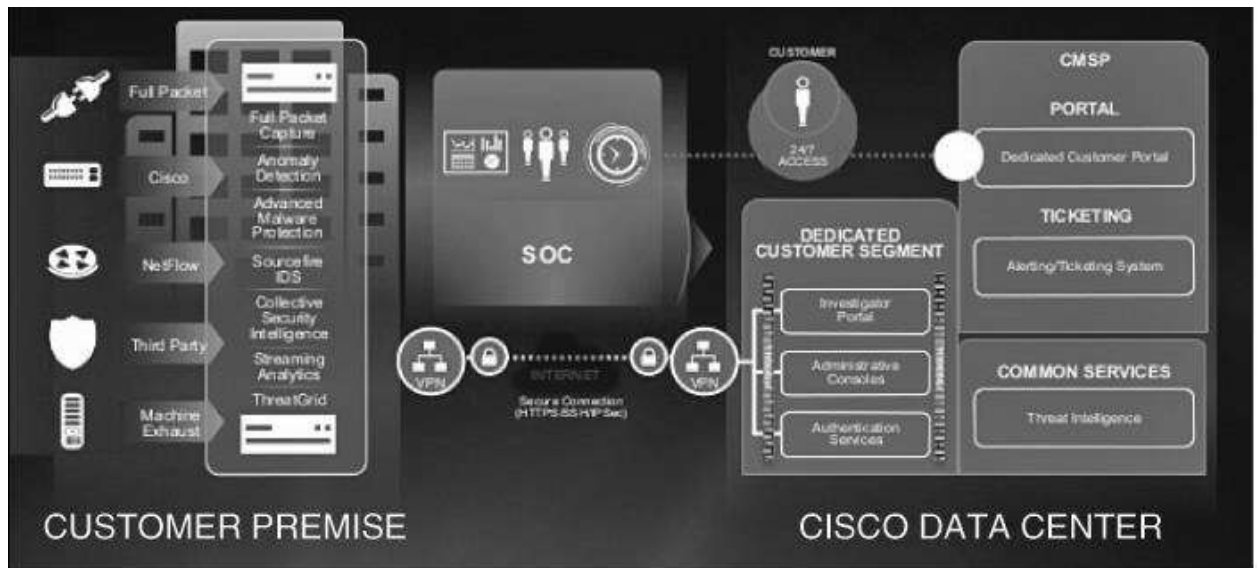 Full Packet
Cisco
NetFlow
Third Party
Machine
Exhaust
Full Packet
Capture
Anomaly
Detection
Advanced
Malware
Protection
Sourcefire
IDS
Collective
Security
Intelligence
Streaming
Analytics
ThreatGrid
CUSTOMER PREMISE
SOC
VPN
INTERNET
Secure Connection
(HTTPS/SSH/IPSec)
VPN
CUSTOMER
24/7
ACCESS
DEDICATED
CUSTOMER SEGMENT
Investigator
Portal
Administrative
Consoles
Authentication
Services
CMSP
PORTAL
Dedicated Customer Portal
TICKETING
Alerting/Ticketing System
COMMON SERVICES
Threat Intelligence
CISCO DATA CENTER